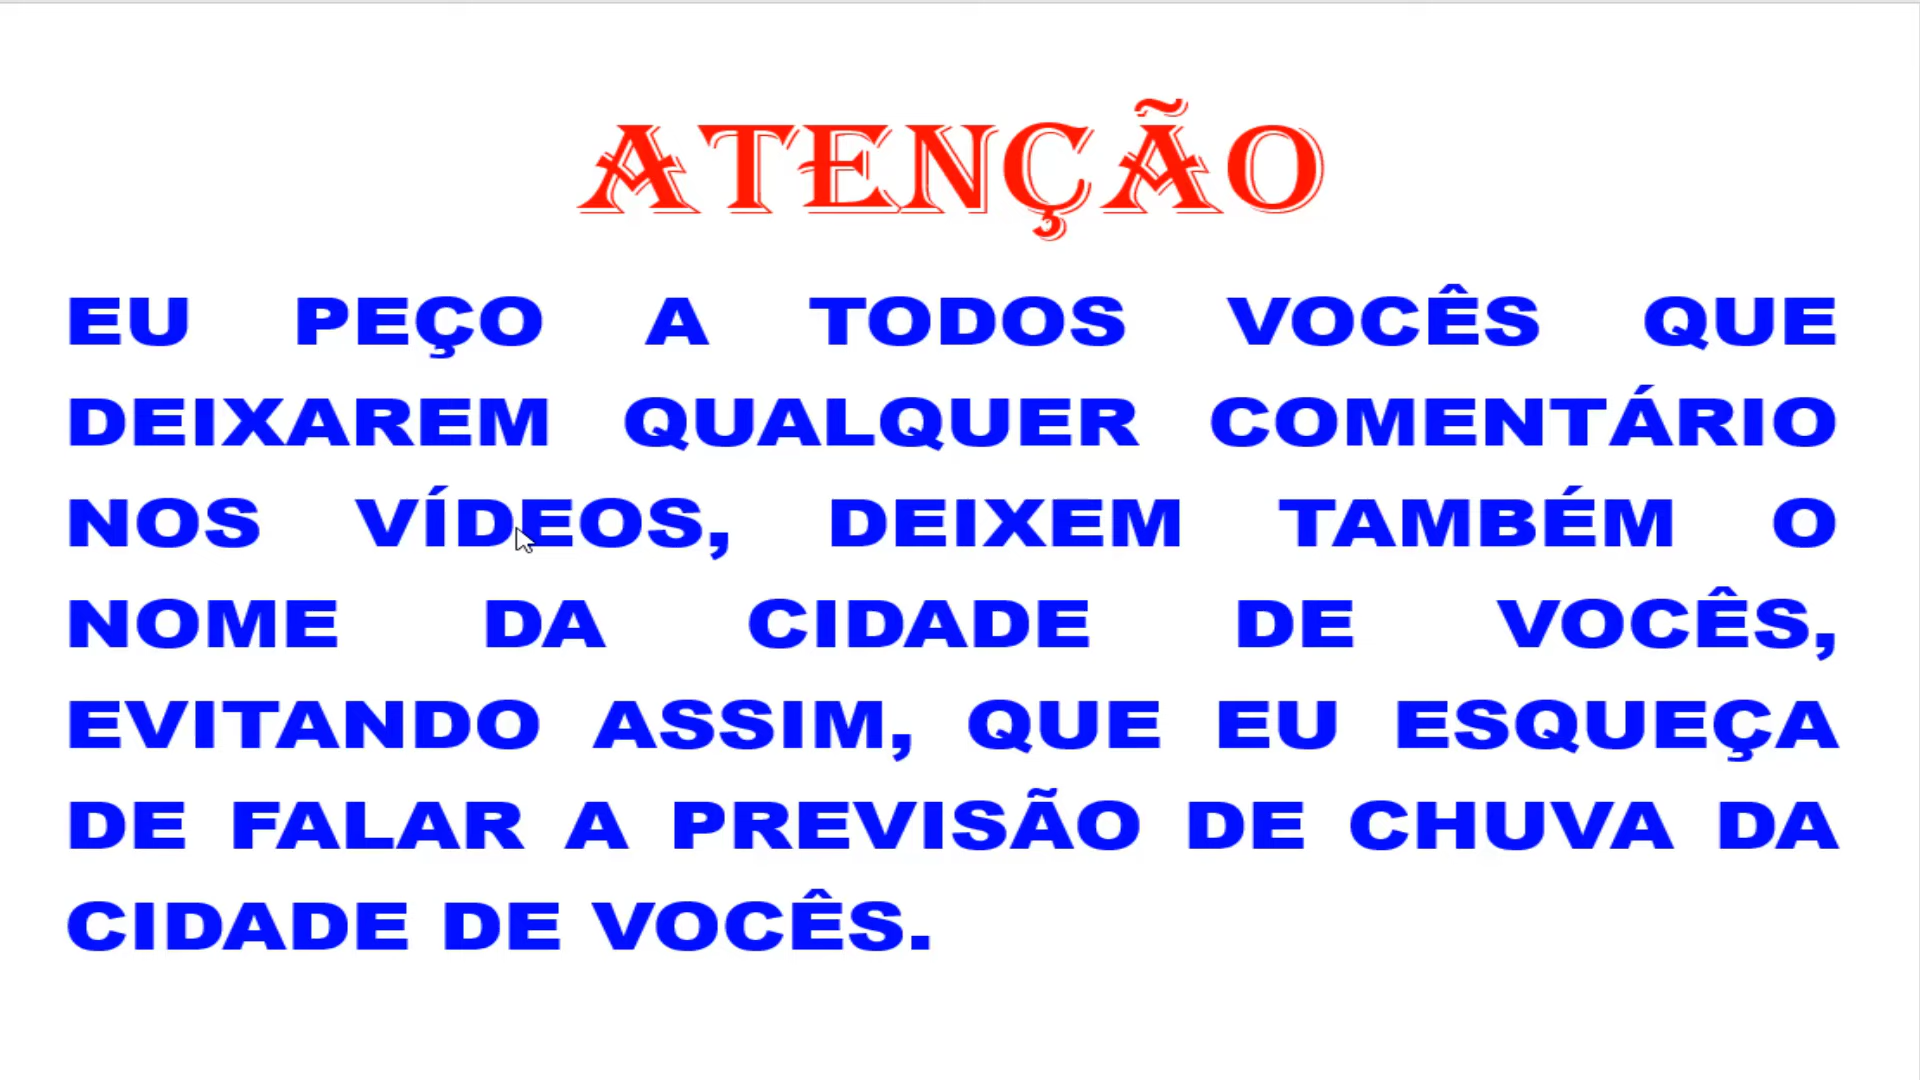 ATENÇÃO
EU PEÇO A TODOS VOCÊS QUE
DEIXAREM QUALQUER COMENTÁRIO
NOS VÍDEOS, DEIXEM TAMBÉM O
NOME DA CIDADE DE VOCÊS,
EVITANDO ASSIM, QUE EU ESQUEÇA
DE FALAR A PREVISÃO DE CHUVA DA
CIDADE DE VOCÊS.